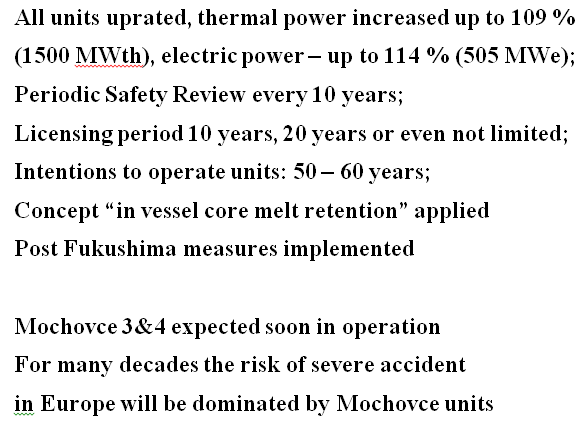 All units uprated, thermal power increased up to 109 %
(1500 MWth), electric power – up to 114 % (505 MWe);
Periodic Safety Review every 10 years;
Licensing period 10 years, 20 years or even not limited;
Intentions to operate units: 50 – 60 years;
Concept “in vessel core melt retention” applied
Post Fukushima measures implemented
Mochovce 3&4 expected soon in operation
For many decades the risk of severe accident
in Europe will be dominated by Mochovce units